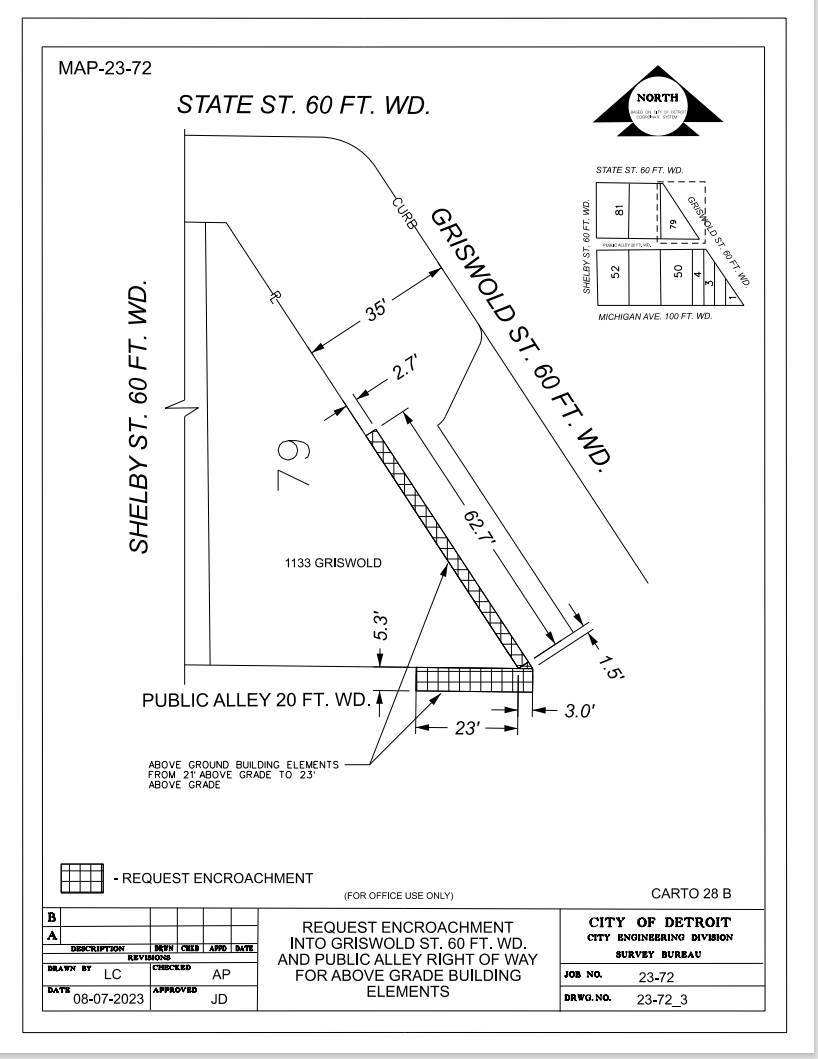 MAP-23-72
STATE ST. 60 FT. WD.
NORTH
BASED ON CITY OF DETROIT
COORDINATE SYSTEM
STATE ST. 60 FT. WD.
SHELBY ST. 60 FT. WD.
81
79
GRISWOLD ST. 60 FT. WD.
PUBLIC ALLEY 20 FT. WD.
52
50
4
3
1
MICHIGAN AVE. 100 FT. WD.
CURB
GRISWOLD ST. 60 FT. WD.
35'
2.7'
SHELBY ST. 60 FT. WD.
79
62.7'
1133 GRISWOLD
5.3'
1.5'
PUBLIC ALLEY 20 FT. WD.
3.0'
23'
ABOVE GROUND BUILDING ELEMENTS
FROM 21' ABOVE GRADE TO 23'
ABOVE GRADE
- REQUEST ENCROACHMENT
(FOR OFFICE USE ONLY)
CARTO 28 B
B
A
DESCRIPTION DRWN CHKD APPD DATE
REVISIONS
DRAWN BY LC CHECKED AP
DATE 08-07-2023 APPROVED JD
REQUEST ENCROACHMENT
INTO GRISWOLD ST. 60 FT. WD.
AND PUBLIC ALLEY RIGHT OF WAY
FOR ABOVE GRADE BUILDING
ELEMENTS
CITY OF DETROIT
CITY ENGINEERING DIVISION
SURVEY BUREAU
JOB NO. 23-72
DRWG. NO. 23-72_3